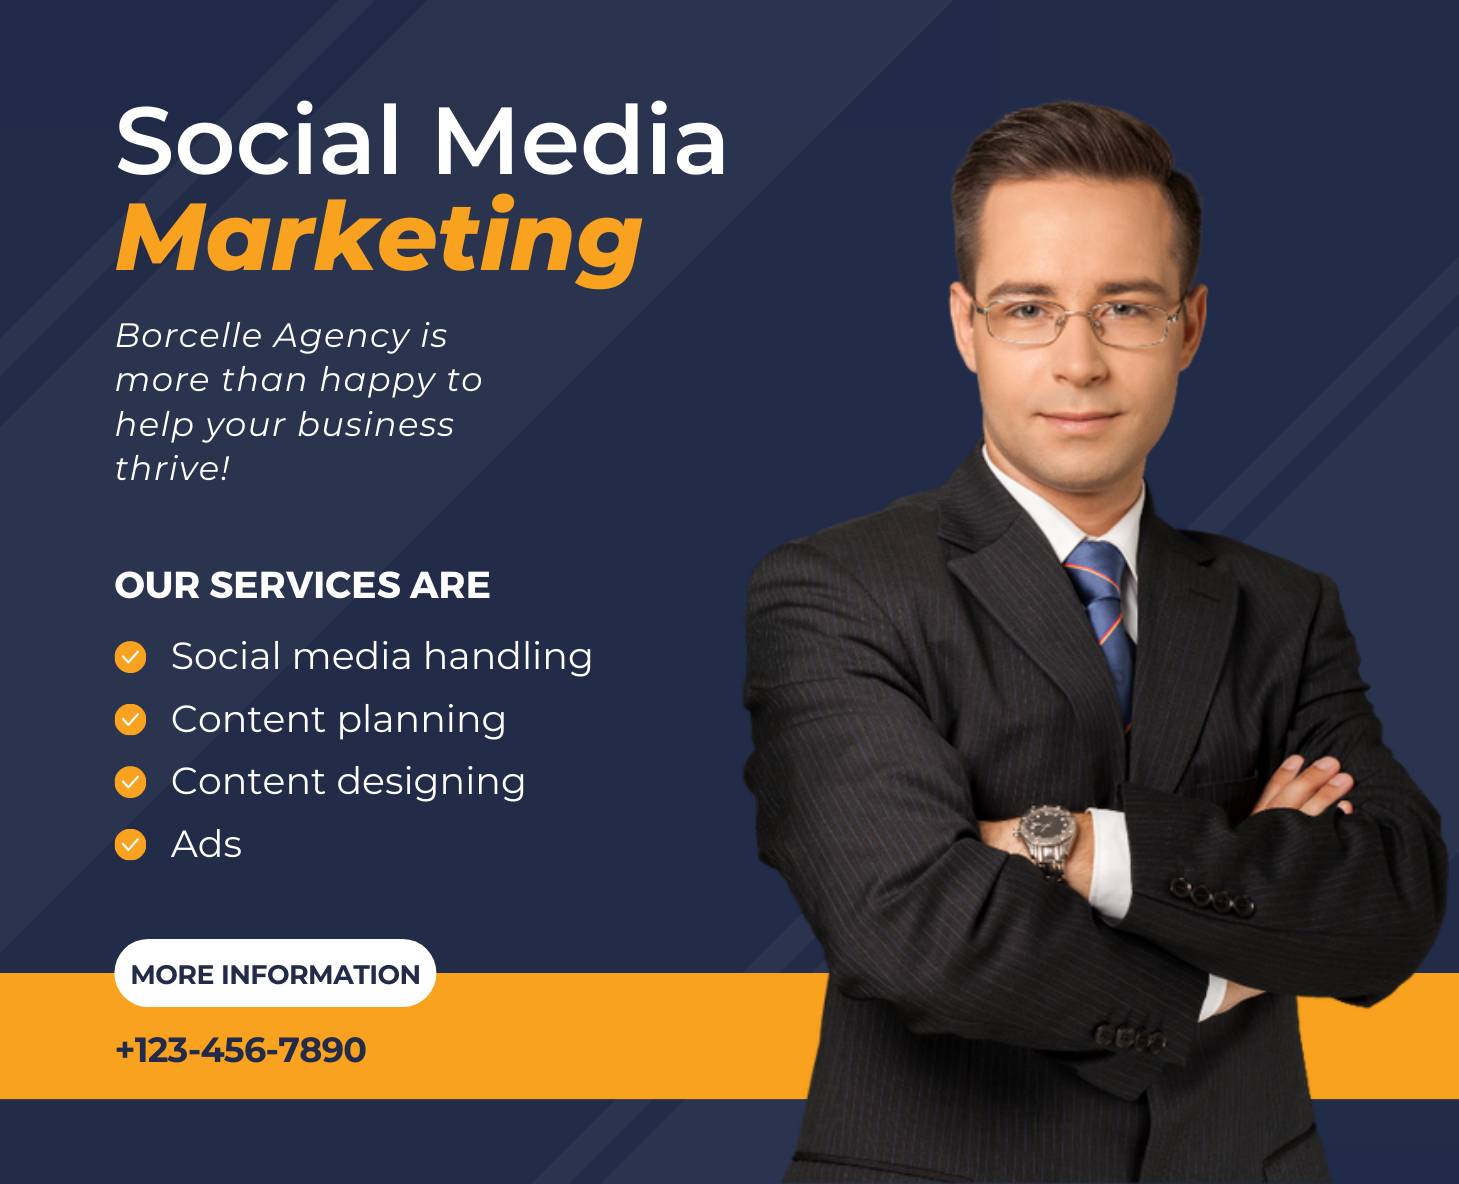 Social Media
Marketing
Borcelle Agency is
more than happy to
help your business
thrive!
OUR SERVICES ARE
Social media handling
Content planning
Content designing
Ads
MORE INFORMATION
+123-456-7890